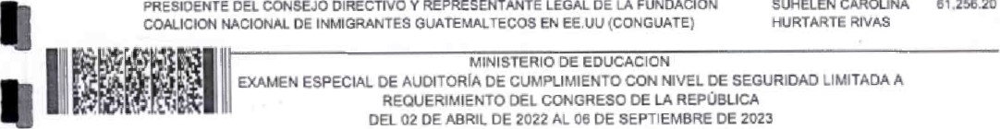 PRESIDENTE DEL CONSEJO DIRECTIVO Y REPRESENTANTE LEGAL DE LA FUNDACION SUHELEN CAROLINA 61,256.20
COALICION NACIONAL DE INMIGRANTES GUATEMALTECOS EN EE.UU (CONGUATE) HURTARTE RIVAS
MINISTERIO DE EDUCACION
EXAMEN ESPECIAL DE AUDITORÍA DE CUMPLIMIENTO CON NIVEL DE SEGURIDAD LIMITADA A
REQUERIMIENTO DEL CONGRESO DE LA REPÚBLICA
DEL 02 DE ABRIL DE 2022 AL 06 DE SEPTIEMBRE DE 2023